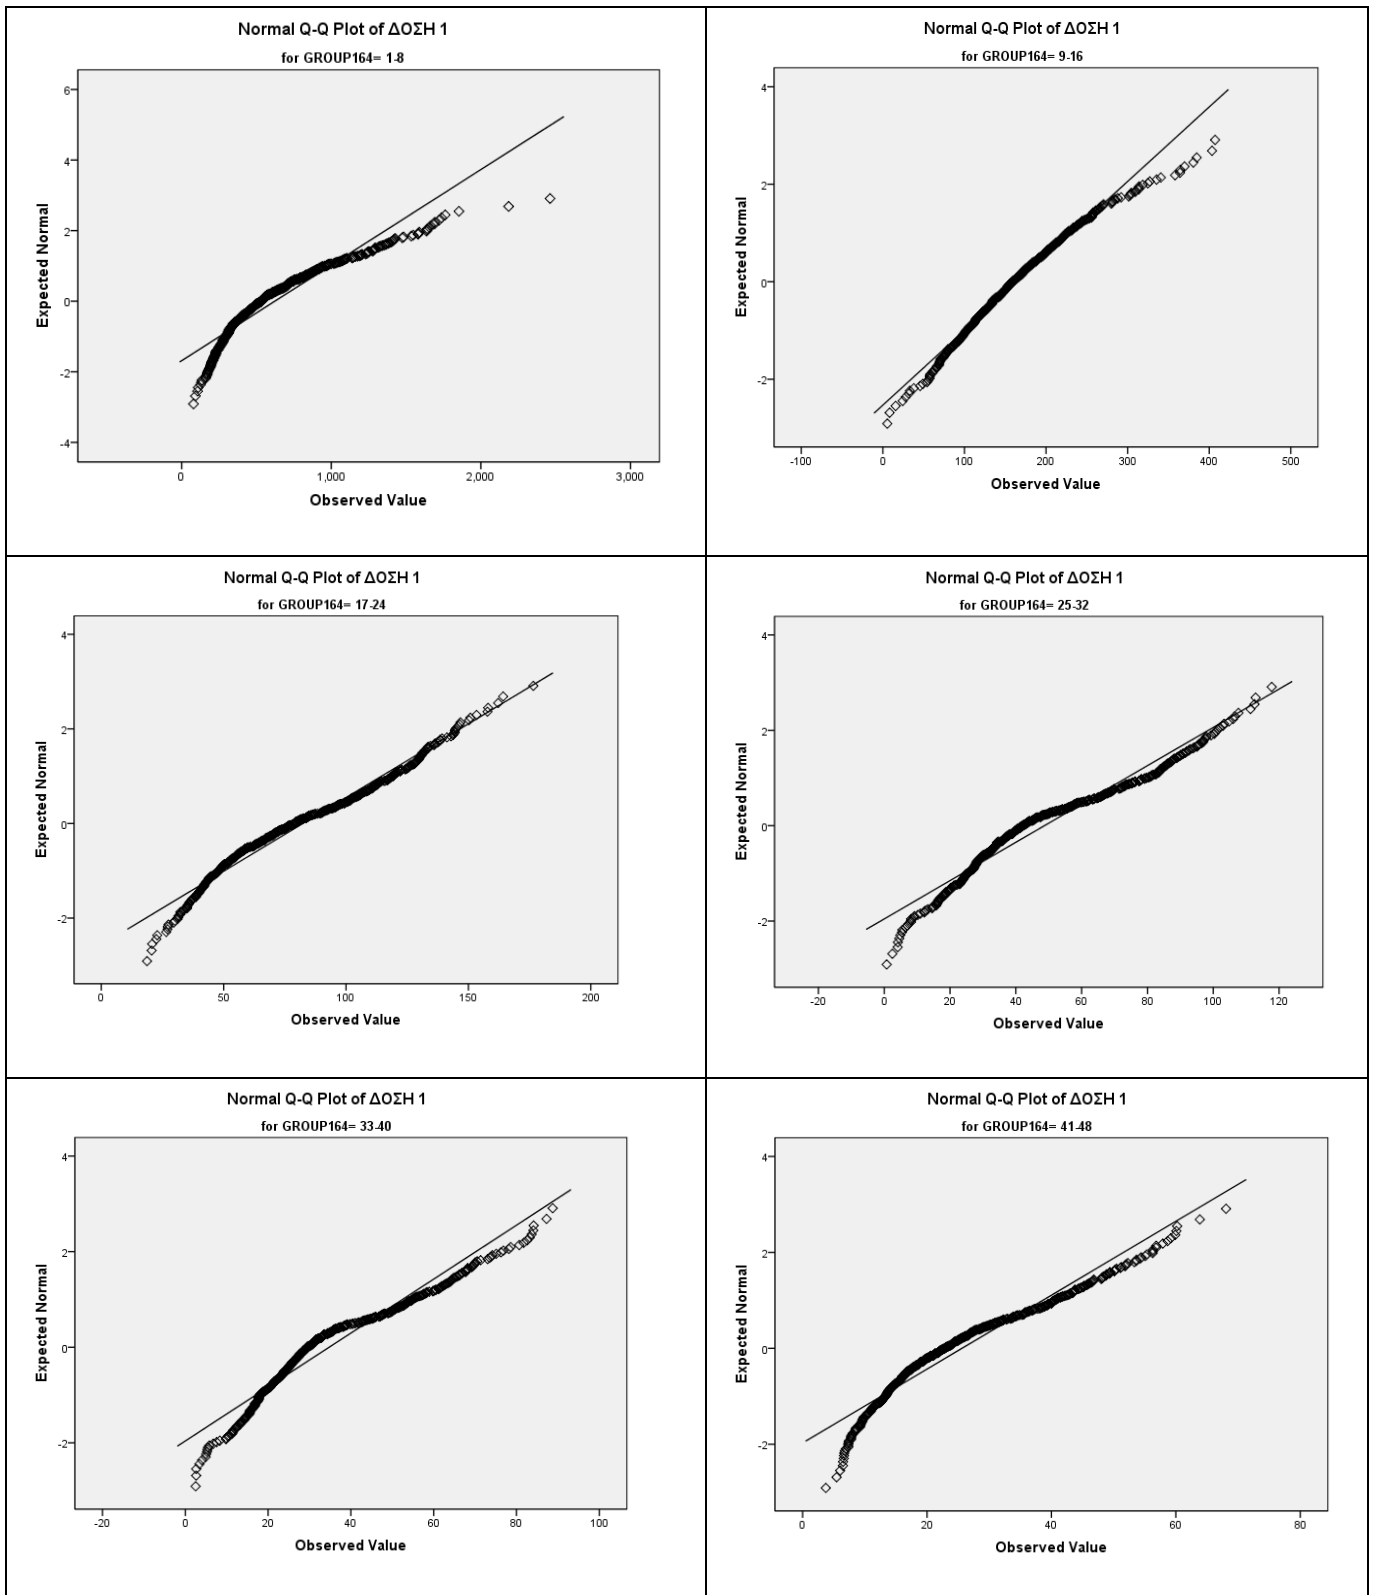 Normal Q-Q Plot of ΔΟΣΗ 1
for GROUP164= 1-8
6
4
2
0
-2
-4
Expected Normal
0 1,000 2,000 3,000
Observed Value
Normal Q-Q Plot of ΔΟΣΗ 1
for GROUP164= 9-16
4
2
0
-2
Expected Normal
-100 0 100 200 300 400 500
Observed Value
Normal Q-Q Plot of ΔΟΣΗ 1
for GROUP164= 17-24
4
2
0
-2
Expected Normal
0 50 100 150 200
Observed Value
Normal Q-Q Plot of ΔΟΣΗ 1
for GROUP164= 25-32
4
2
0
-2
Expected Normal
-20 0 20 40 60 80 100 120
Observed Value
Normal Q-Q Plot of ΔΟΣΗ 1
for GROUP164= 33-40
4
2
0
-2
Expected Normal
-20 0 20 40 60 80 100
Observed Value
Normal Q-Q Plot of ΔΟΣΗ 1
for GROUP164= 41-48
4
2
0
-2
Expected Normal
0 20 40 60 80
Observed Value